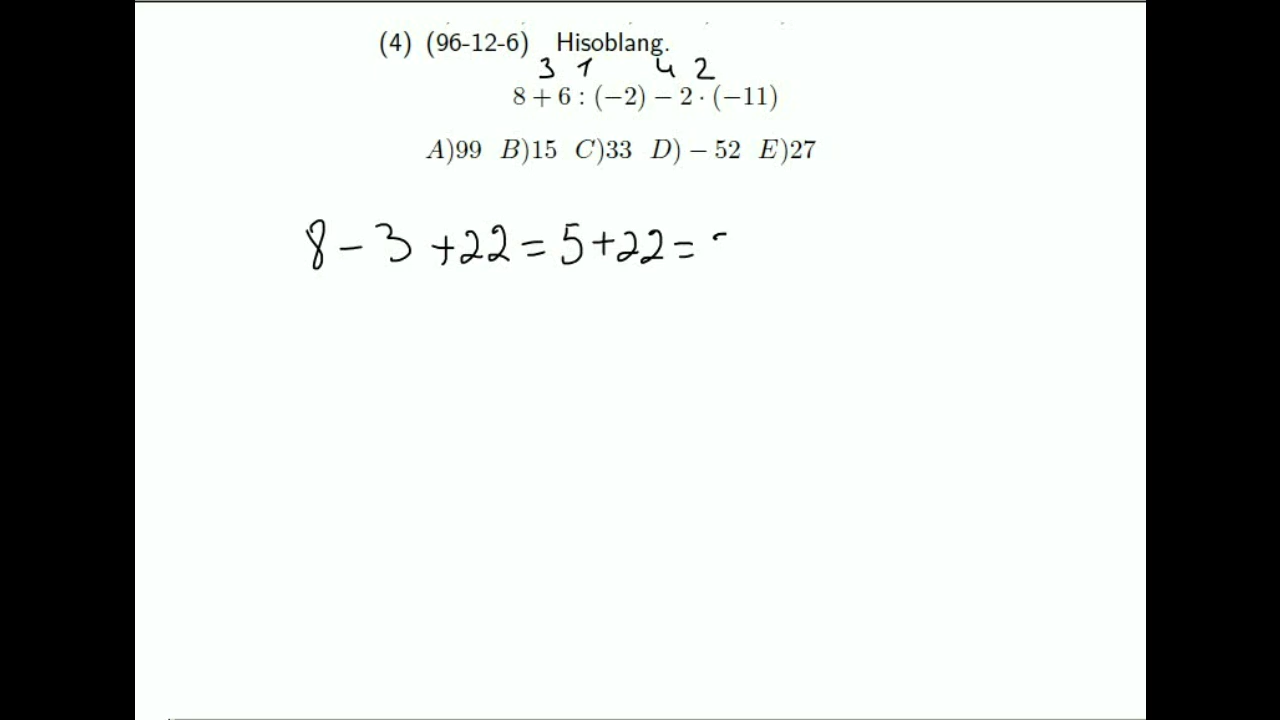 (4) (96-12-6) Hisoblang.
3 1 4 2
8 + 6 : (−2) − 2 · (−11)
A)99 B)15 C)33 D) − 52 E)27
8 − 3 + 22 = 5 + 22 =